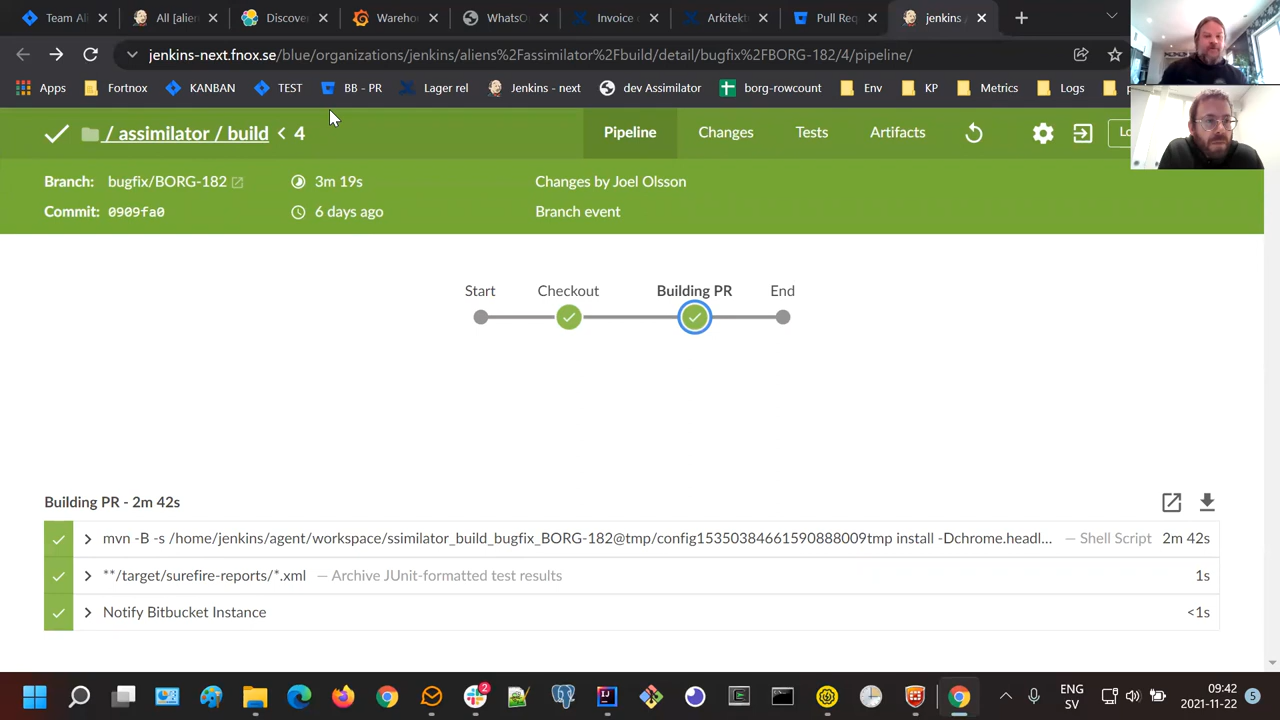 Team Ali
All [alien
Discover
Wareho
WhatsO
Invoice o
Arkitekt
Pull Req
jenkins /
jenkins-next.fnox.se/blue/organizations/jenkins/aliens%2Fassimilator%2Fbuild/detail/bugfix%2FBORG-182/4/pipeline/
Apps
Fortnox
KANBAN
TEST
BB - PR
Lagerrel
Jenkins - next
dev Assimilator
borg-rowcount
Env
KP
Metrics
Logs
/ assimilator / build < 4
Pipeline
Changes
Tests
Artifacts
Branch: bugfix/BORG-182
3m 19s
Changes by Joel Olsson
Commit: 0909fa0
6 days ago
Branch event
Start
Checkout
Building PR
End
Building PR - 2m 42s
mvn -B -s /home/jenkins/agent/workspace/ssimilator_build_bugfix_BORG-182@tmp/config15350384661590888009tmp install -Dchrome.headl... — Shell Script 2m 42s
**/target/surefire-reports/*.xml — Archive JUnit-formatted test results 1s
Notify Bitbucket Instance <1s
2
ENG
SV
09:42
2021-11-22
5